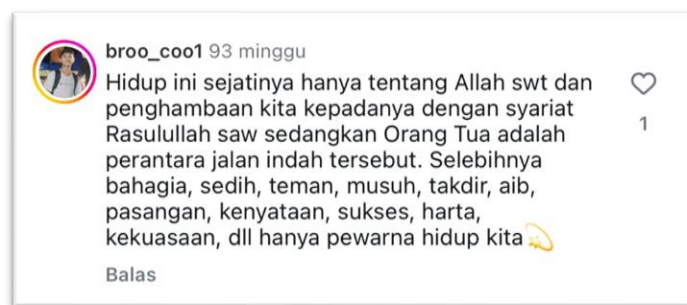 broo_coo1 93 minggu
Hidup ini sejatinya hanya tentang Allah swt dan
penghambaan kita kepadanya dengan syariat
Rasulullah saw sedangkan Orang Tua adalah
perantara jalan indah tersebut. Selebihnya
bahagia, sedih, teman, musuh, takdir, aib,
pasangan, kenyataan, sukses, harta,
kekuasaan, dll hanya pewarna hidup kita💫
1
Balas